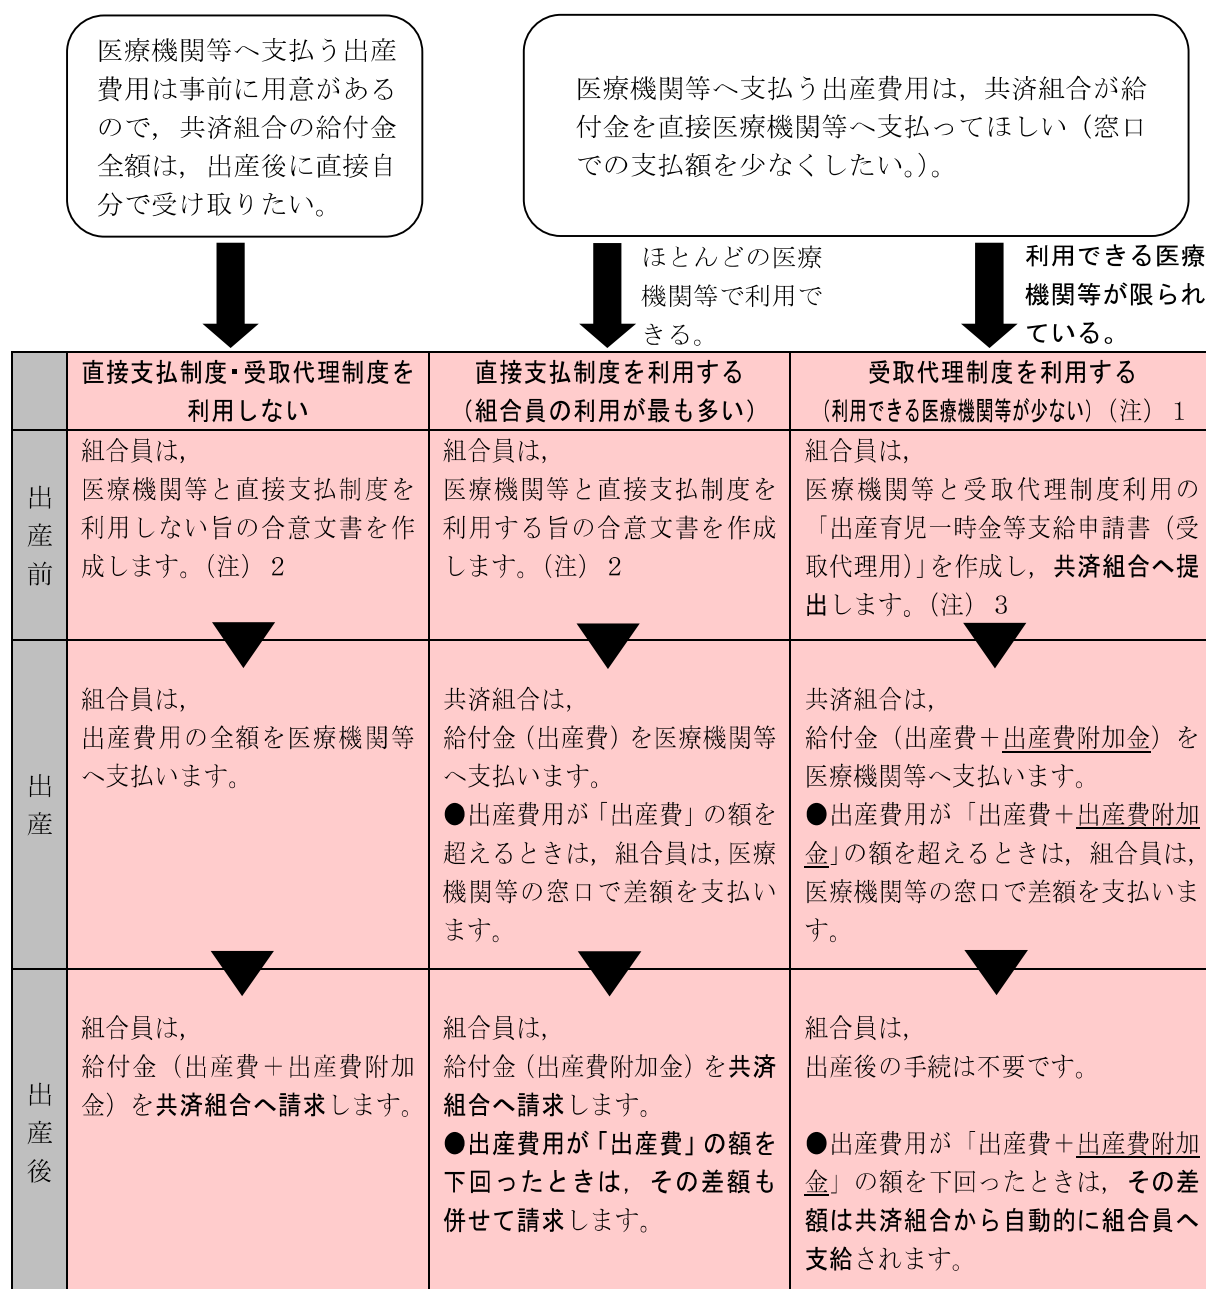 医療機関等へ支払う出産
費用は事前に用意がある
ので，共済組合の給付金
全額は，出産後に直接自
分で受け取りたい。
医療機関等へ支払う出産費用は，共済組合が給
付金を直接医療機関等へ支払ってほしい（窓口
での支払額を少なくしたい。）。
ほとんどの医療
機関等で利用で
きる。
利用できる医療
機関等が限られ
ている。
直接支払制度・受取代理制度を
利用しない
直接支払制度を利用する
（組合員の利用が最も多い）
受取代理制度を利用する
（利用できる医療機関等が少ない）（注）１
出産前
組合員は，
医療機関等と直接支払制度を
利用しない旨の合意文書を作
成します。（注）２
組合員は，
医療機関等と直接支払制度を
利用する旨の合意文書を作成
します。（注）２
組合員は，
医療機関等と受取代理制度利用の
「出産育児一時金等支給申請書（受
取代理用）」を作成し，共済組合へ提
出します。（注）３
出産
組合員は，
出産費用の全額を医療機関等
へ支払います。
共済組合は，
給付金（出産費）を医療機関等
へ支払います。
●出産費用が「出産費」の額を
超えるときは，組合員は，医療
機関等の窓口で差額を支払い
ます。
共済組合は，
給付金（出産費＋出産費附加金）を
医療機関等へ支払います。
●出産費用が「出産費＋出産費附加
金」の額を超えるときは，組合員は，
医療機関等の窓口で差額を支払いま
す。
出産後
組合員は，
給付金（出産費＋出産費附加
金）を共済組合へ請求します。
組合員は，
給付金（出産費附加金）を共済
組合へ請求します。
●出産費用が「出産費」の額を
下回ったときは，その差額も
併せて請求します。
組合員は，
出産後の手続は不要です。
●出産費用が「出産費＋出産費附加
金」の額を下回ったときは，その差
額は共済組合から自動的に組合員へ
支給されます。